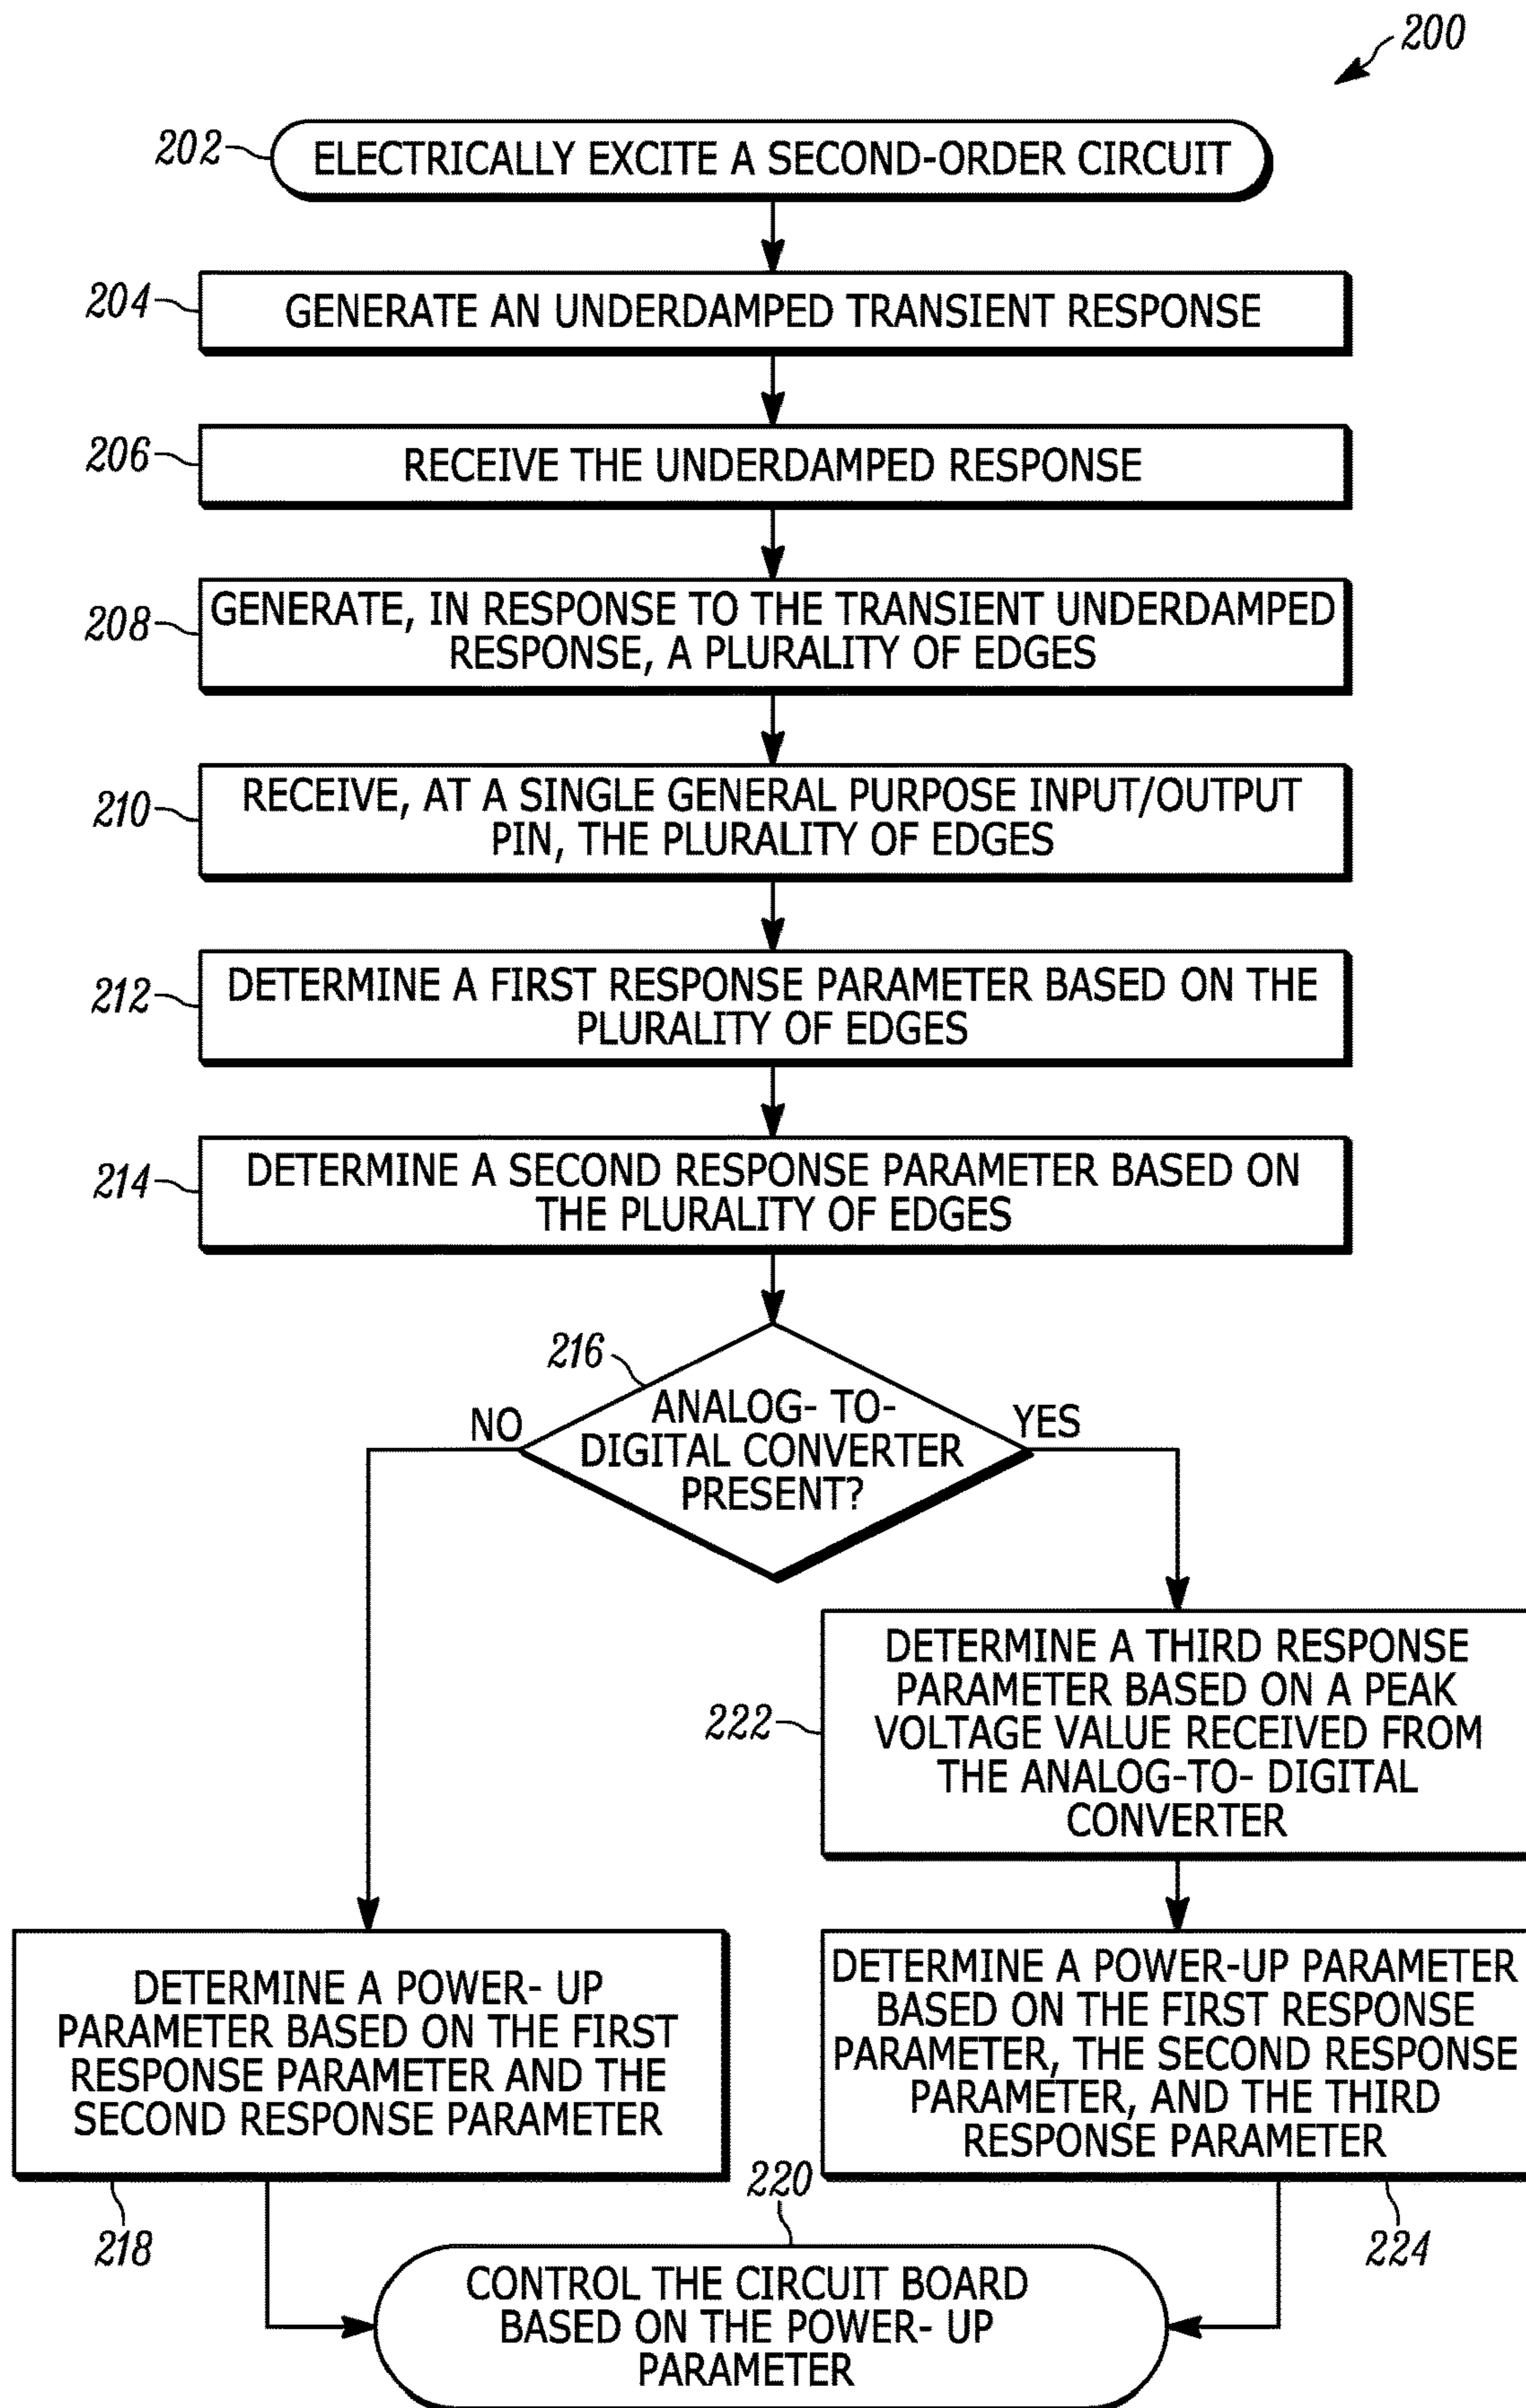 200
202
ELECTRICALLY EXCITE A SECOND-ORDER CIRCUIT
204
GENERATE AN UNDERDAMPED TRANSIENT RESPONSE
206
RECEIVE THE UNDERDAMPED RESPONSE
208
GENERATE, IN RESPONSE TO THE TRANSIENT UNDERDAMPED
RESPONSE, A PLURALITY OF EDGES
210
RECEIVE, AT A SINGLE GENERAL PURPOSE INPUT/OUTPUT
PIN, THE PLURALITY OF EDGES
212
DETERMINE A FIRST RESPONSE PARAMETER BASED ON THE
PLURALITY OF EDGES
214
DETERMINE A SECOND RESPONSE PARAMETER BASED ON
THE PLURALITY OF EDGES
216
ANALOG- TO-
DIGITAL CONVERTER
PRESENT?
NO
YES
222
DETERMINE A THIRD RESPONSE
PARAMETER BASED ON A PEAK
VOLTAGE VALUE RECEIVED FROM
THE ANALOG-TO- DIGITAL
CONVERTER
DETERMINE A POWER- UP
PARAMETER BASED ON THE FIRST
RESPONSE PARAMETER AND THE
SECOND RESPONSE PARAMETER
218
DETERMINE A POWER-UP PARAMETER
BASED ON THE FIRST RESPONSE
PARAMETER, THE SECOND RESPONSE
PARAMETER, AND THE THIRD
RESPONSE PARAMETER
224
220
CONTROL THE CIRCUIT BOARD
BASED ON THE POWER- UP
PARAMETER